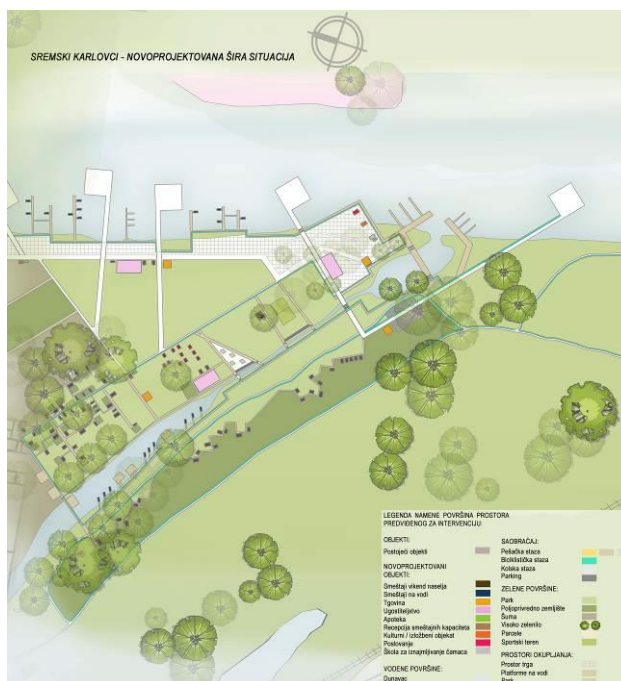 SREMSKI KARLOVCI - NOVOPROJEKTOVANA ŠIRA SITUACIJA
LEGENDA NAMENE POVRŠINA PROSTORA
PREDVIĐENOG ZA INTERVENCIJU:
OBJEKTI:
Postojeći objekti
NOVOPROJEKTOVANI
OBJEKTI:
Smeštaji vikend naselja
Smeštaji na vodi
Tgovina
Ugostiteljstvo
Apoteka
Recepcija smeštajnih kapaciteta
Kulturni / izložbeni objekat
Poslovanje
Škola za iznajmljivanje čamaca
VODENE POVRŠINE:
Dunavac
SAOBRAĆAJ:
Pešačka staza
Biciklistička staza
Kolska staza
Parking
ZELENE POVRŠINE:
Park
Poljoprivredno zemljište
Šuma
Visoko zelenilo
Parcele
Sportski teren
PROSTORI OKUPLJANJA:
Prostor trga
Platforme na vodi
Park